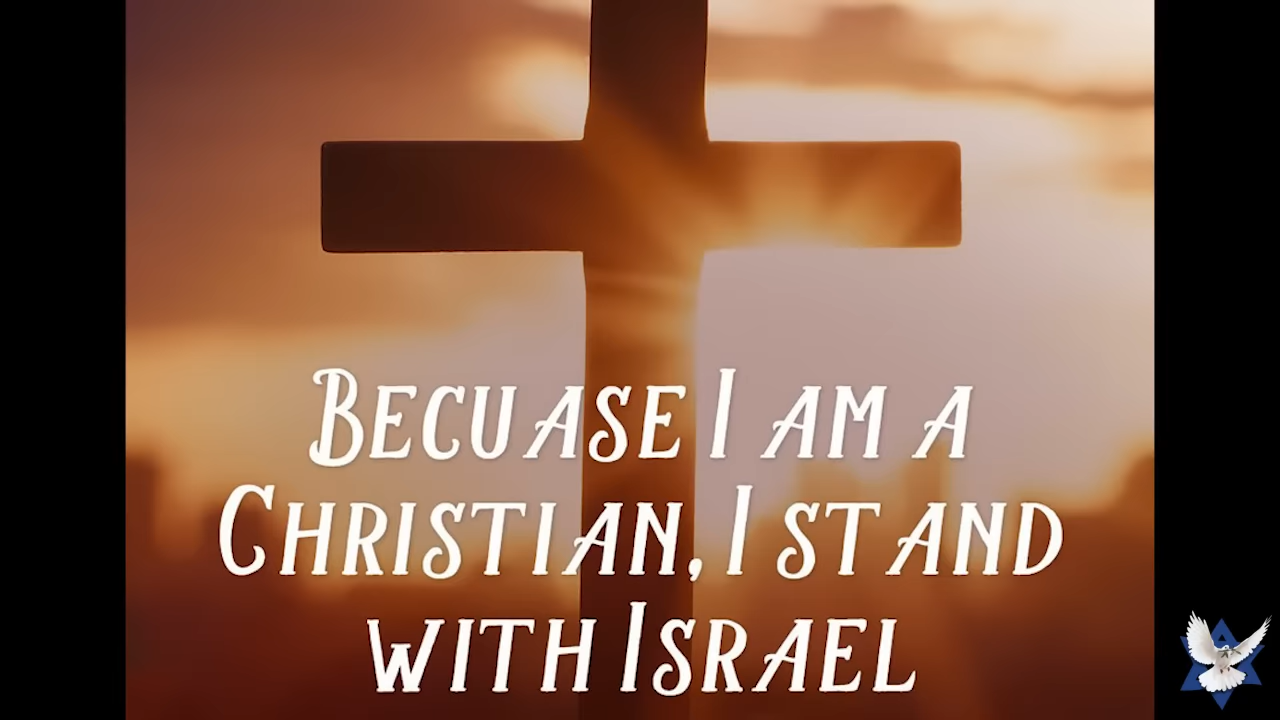 Becuase I am a
Christian, I stand
with Israel